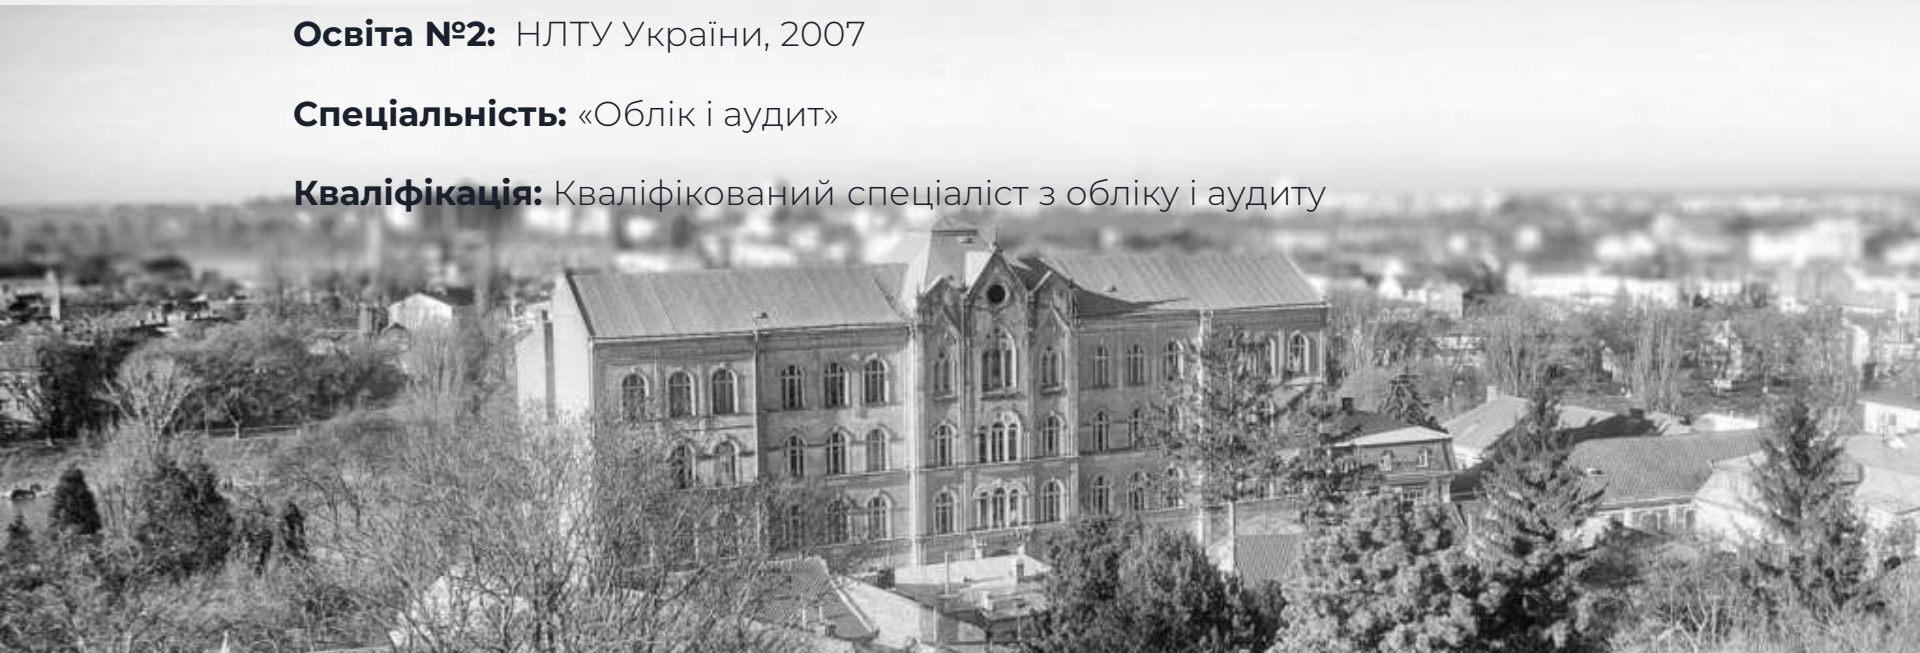 Освіта №2: НЛТУ України, 2007
Спеціальність: «Облік і аудит»
Кваліфікація: Кваліфікований спеціаліст з обліку і аудиту